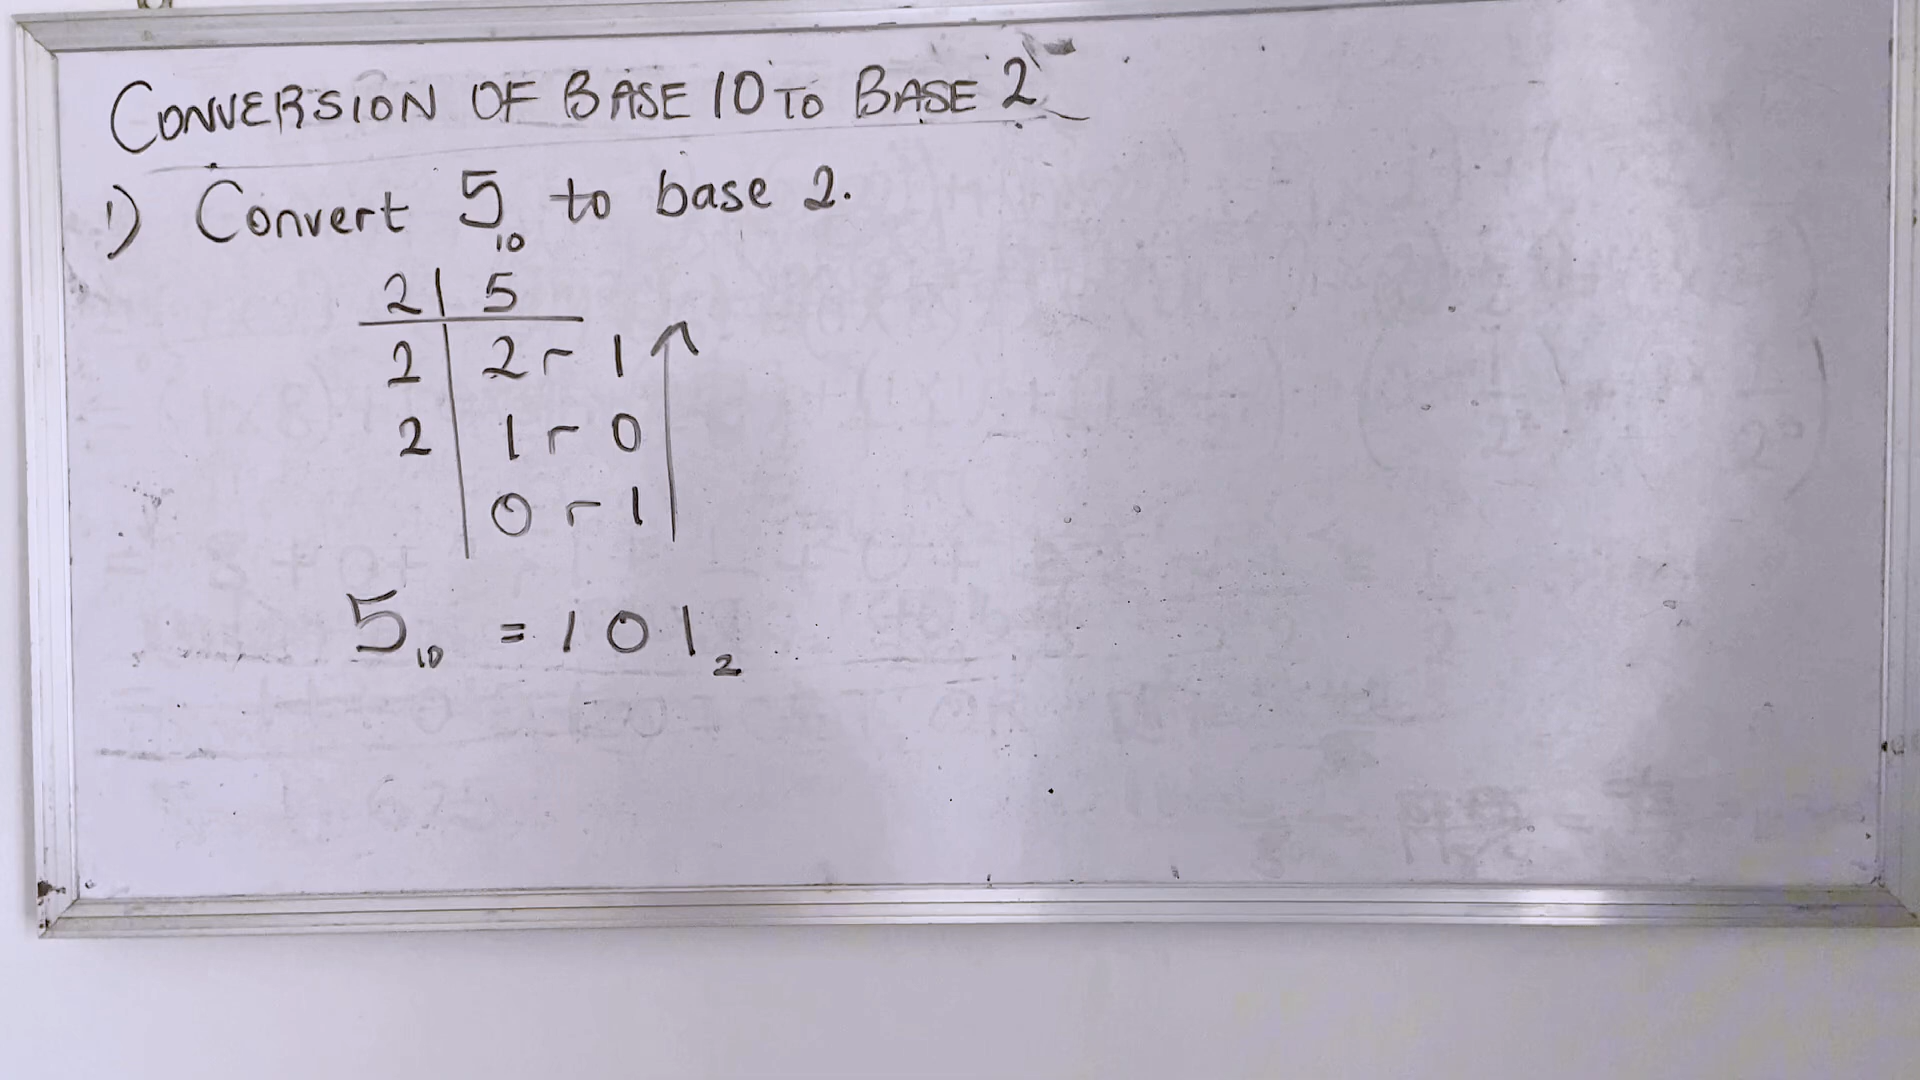 CONVERSION OF BASE 10 TO BASE 2
1) Convert 5₁₀ to base 2.
2 | 5
2 | 2 r 1
2 | 1 r 0
0 r 1
5₁₀ = 101₂